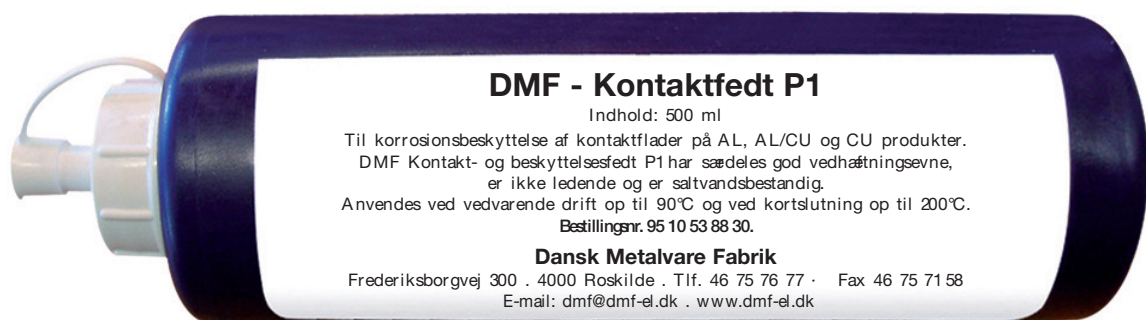 DMF - Kontaktfedt P1
Indhold: 500 ml
Til korrosionsbeskyttelse af kontaktflader på AL, AL/CU og CU produkter.
DMF Kontakt- og beskyttelsesfedt P1 har særdeles god vedhæftningsevne,
er ikke ledende og er saltvandsbestandig.
Anvendes ved vedvarende drift op til 90°C og ved kortslutning op til 200°C.
Bestillingsnr. 95 10 53 88 30.
Dansk Metalvare Fabrik
Frederiksborgvej 300 . 4000 Roskilde . Tlf. 46 75 76 77 · Fax 46 75 71 58
E-mail: dmf@dmf-el.dk . www.dmf-el.dk